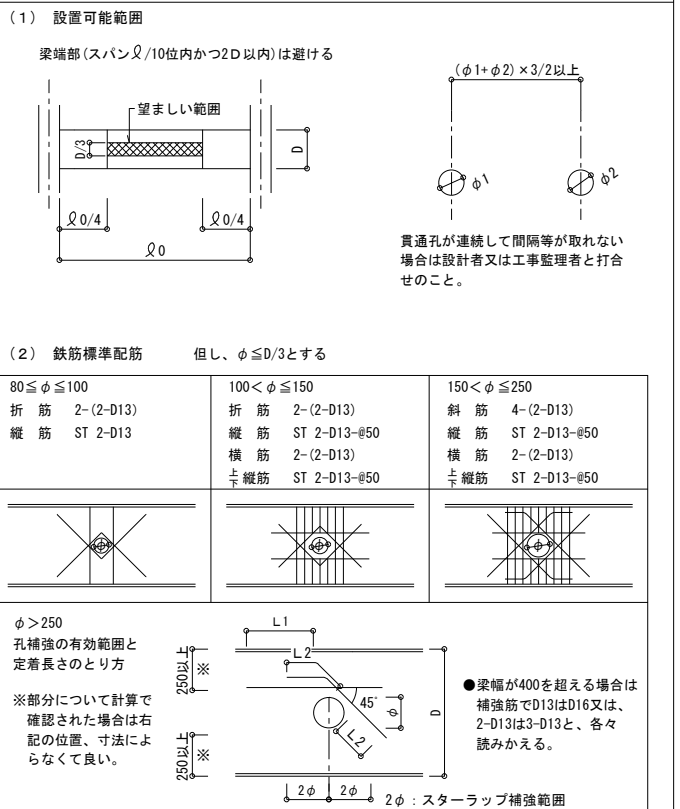 (1) 設置可能範囲
梁端部(スパンℓ/10位内かつ2D以内)は避ける
望ましい範囲
D/3
D
ℓ0/4
ℓ0/4
ℓ0
(φ1+φ2)×3/2以上
φ1
φ2
貫通孔が連続して間隔等が取れない
場合は設計者又は工事監理者と打合
せのこと。
(2) 鉄筋標準配筋 但し、φ≦D/3とする
80≦φ≦100
折 筋 2-(2-D13)
縦 筋 ST 2-D13
100<φ≦150
折 筋 2-(2-D13)
縦 筋 ST 2-D13-@50
横 筋 2-(2-D13)
上下縦筋 ST 2-D13-@50
150<φ≦250
斜 筋 4-(2-D13)
縦 筋 ST 2-D13-@50
横 筋 2-(2-D13)
上下縦筋 ST 2-D13-@50
φ>250
孔補強の有効範囲と
定着長さのとり方
※部分について計算で
確認された場合は右
記の位置、寸法によ
らなくて良い。
L1
L2
250以上
※
45°
φ
D
L2
250以上
※
2φ
2φ
2φ:スターラップ補強範囲
●梁幅が400を超える場合は
補強筋でD13はD16又は、
2-D13は3-D13と、各々
読みかえる。